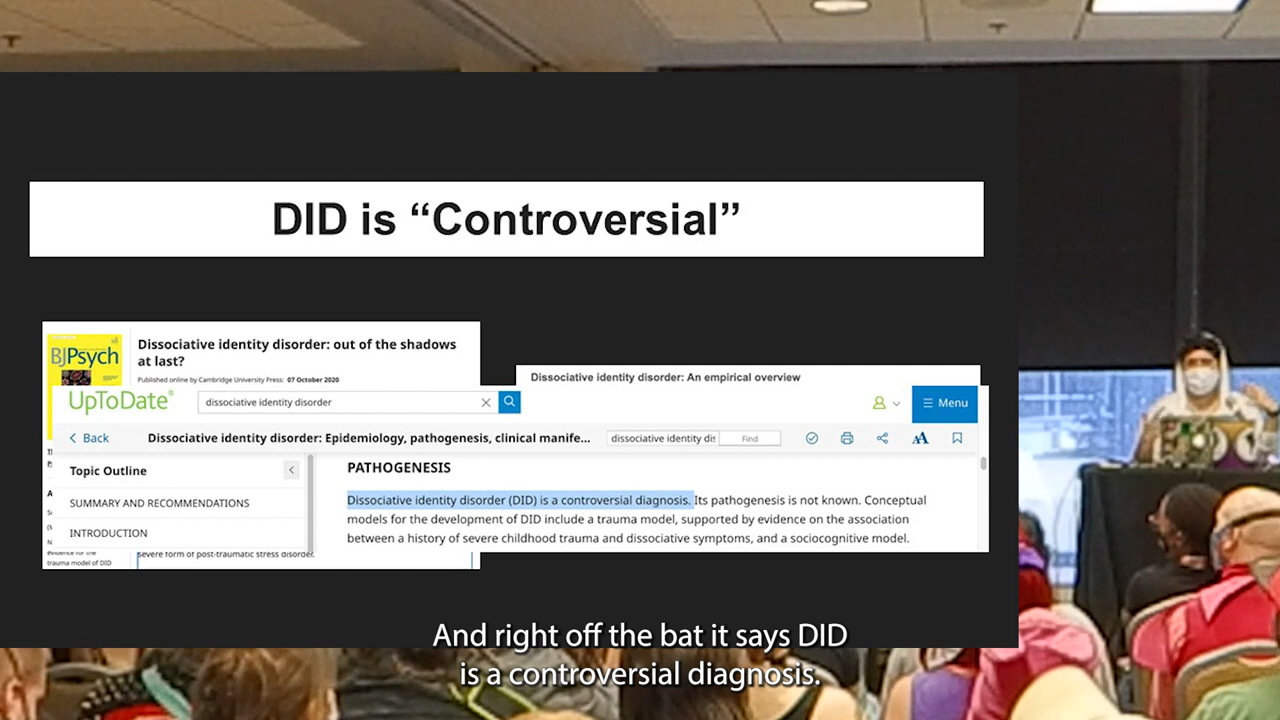 DID is “Controversial”
BJPsych
Dissociative identity disorder: out of the shadows
at last?
Published online by Cambridge University Press: 07 October 2020
Dissociative identity disorder: An empirical overview
UpToDate®
dissociative identity disorder
Menu
Back
Dissociative identity disorder: Epidemiology, pathogenesis, clinical manife...
dissociative identity dis
Find
AA
Topic Outline
SUMMARY AND RECOMMENDATIONS
INTRODUCTION
PATHOGENESIS
Dissociative identity disorder (DID) is a controversial diagnosis. Its pathogenesis is not known. Conceptual
models for the development of DID include a trauma model, supported by evidence on the association
between a history of severe childhood trauma and dissociative symptoms, and a sociocognitive model.
evidence for the
trauma model of DID
severe form of post-traumatic stress disorder.
And right off the bat it says DID
is a controversial diagnosis.